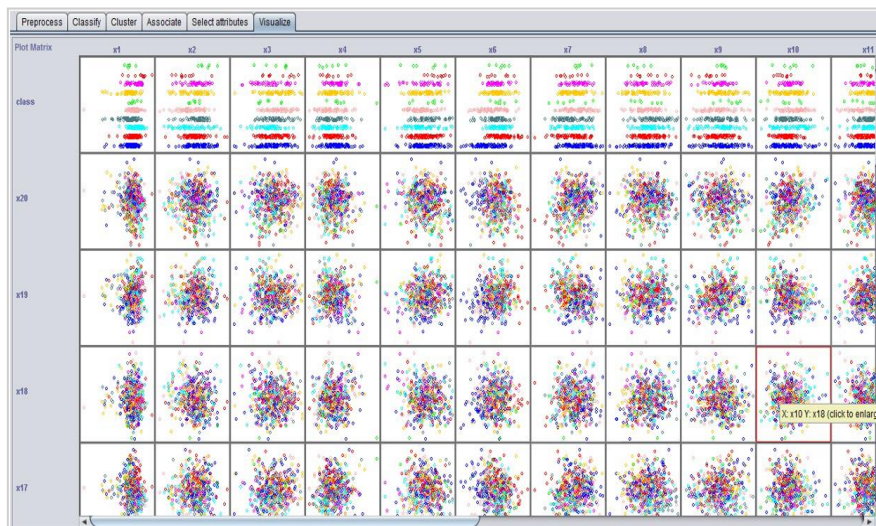 Preprocess Classify Cluster Associate Select attributes Visualize
Plot Matrix x1 x2 x3 x4 x5 x6 x7 x8 x9 x10 x11
class
x20
x19
x18
X: x10 Y: x18 (click to enlarg
x17